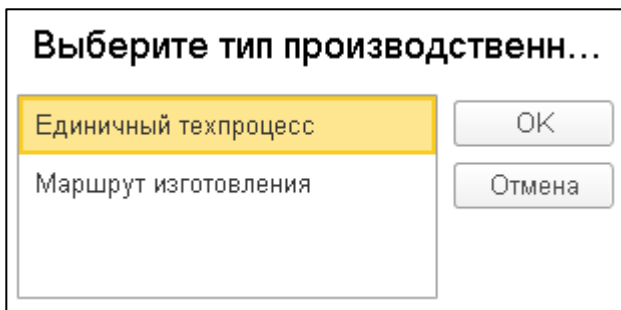 Выберите тип производственн...
Единичный техпроцесс
OK
Маршрут изготовления
Отмена